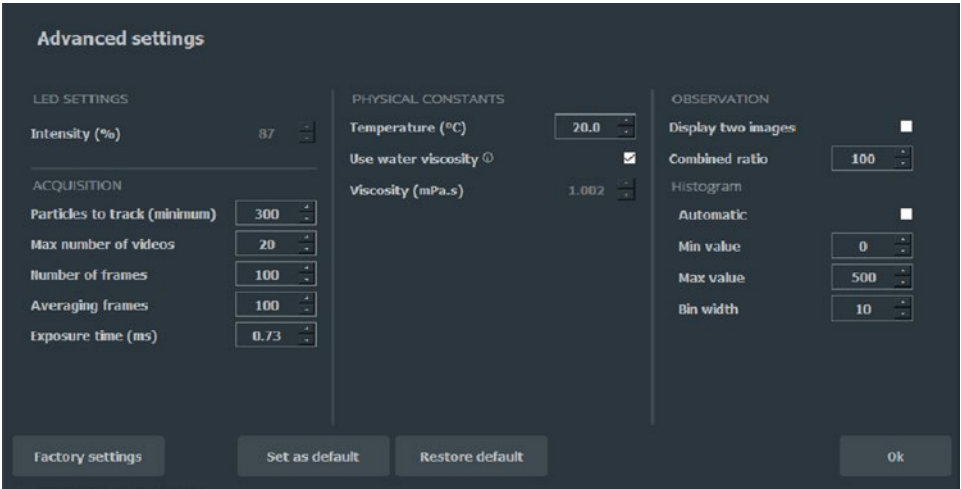 Advanced settings
LED SETTINGS
Intensity (%) 87
ACQUISITION
Particles to track (minimum) 300
Max number of videos 20
Number of frames 100
Averaging frames 100
Exposure time (ms) 0.73
PHYSICAL CONSTANTS
Temperature (ºC) 20.0
Use water viscosity
Viscosity (mPa.s) 1.002
OBSERVATION
Display two images
Combined ratio 100
Histogram
Automatic
Min value 0
Max value 500
Bin width 10
Factory settings
Set as default
Restore default
Ok